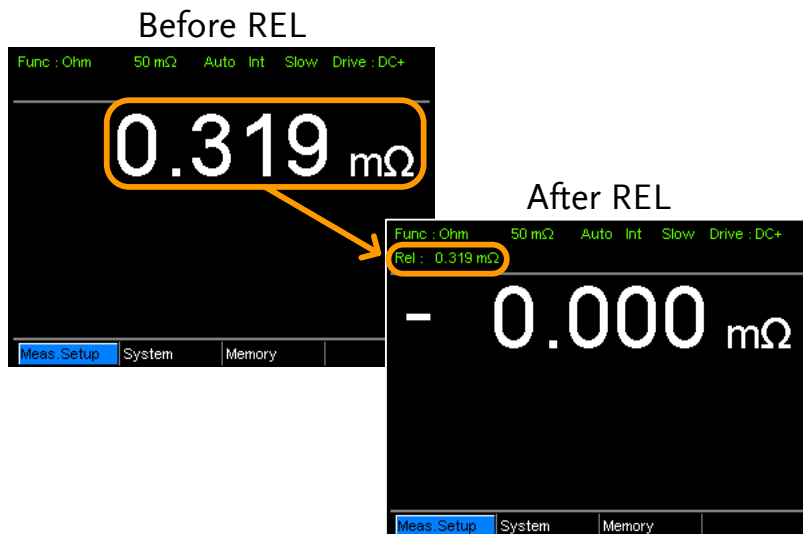 Before REL
Func : Ohm 50 mΩ Auto Int Slow Drive : DC+
0.319 mΩ
Meas.Setup System Memory
After REL
Func : Ohm 50 mΩ Auto Int Slow Drive : DC+
Rel : 0.319 mΩ
- 0.000 mΩ
Meas.Setup System Memory